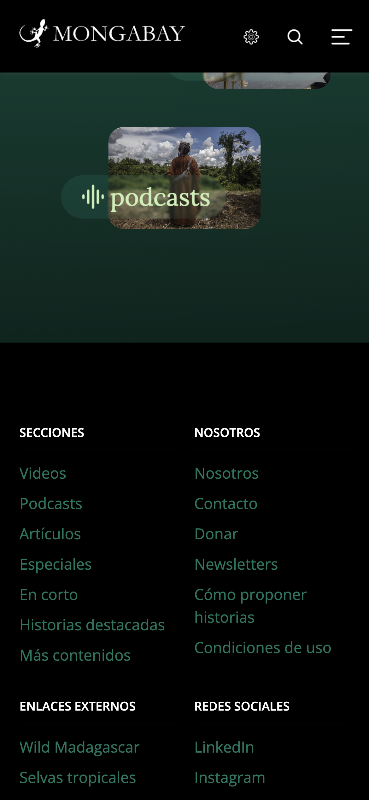 MONGABAY
podcasts
SECCIONES
Videos
Podcasts
Artículos
Especiales
En corto
Historias destacadas
Más contenidos
NOSOTROS
Nosotros
Contacto
Donar
Newsletters
Cómo proponer
historias
Condiciones de uso
ENLACES EXTERNOS
Wild Madagascar
Selvas tropicales
REDES SOCIALES
LinkedIn
Instagram